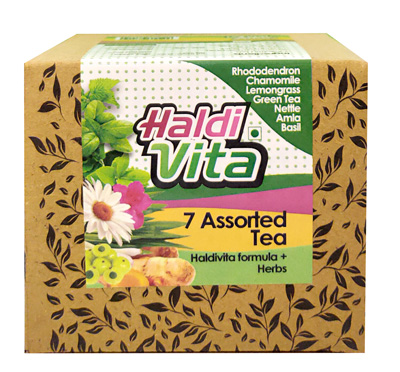 Rhododendron
Chamomile
Lemongrass
Green Tea
Nettle
Amla
Basil
Haldi
Vita
7 Assorted
Tea
Haldivita formula +
Herbs